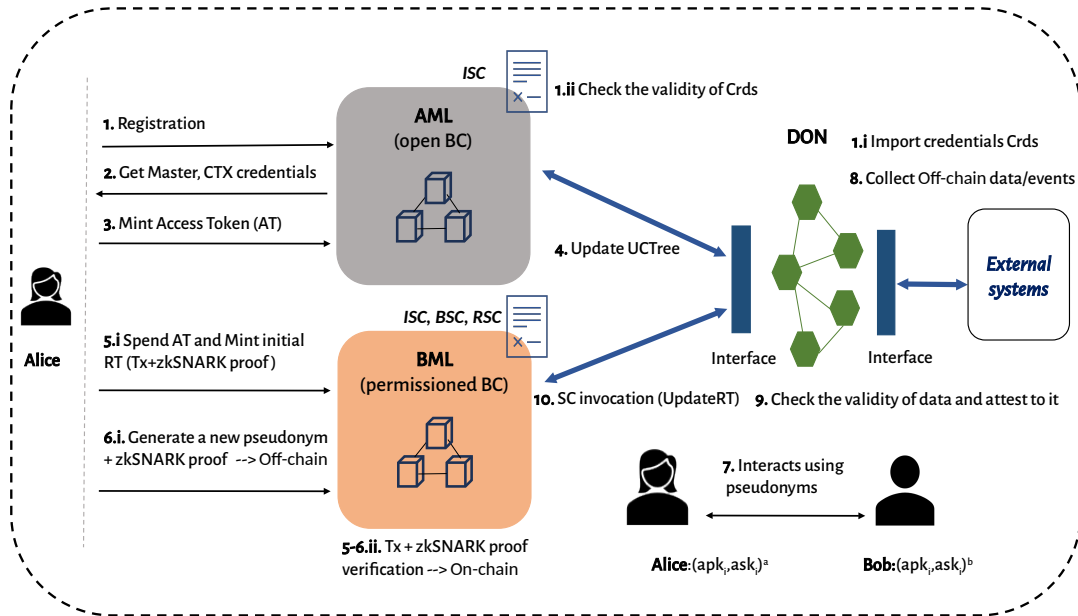 ISC
1.ii Check the validity of Crds
AML
(open BC)
1. Registration
2. Get Master, CTX credentials
3. Mint Access Token (AT)
DON
1.i Import credentials Crds
8. Collect Off-chain data/events
4. Update UCTree
External
systems
Interface
Interface
Alice
ISC, BSC, RSC
5.i Spend AT and Mint initial
RT (Tx+zkSNARK proof)
BML
(permissioned BC)
10. SC invocation (UpdateRT)
9. Check the validity of data and attest to it
6.i. Generate a new pseudonym
+ zkSNARK proof --> Off-chain
7. Interacts using
pseudonyms
5-6.ii. Tx + zkSNARK proof
verification --> On-chain
Alice:(apkᵢ,askᵢ)ᵃ
Bob:(apkᵢ,askᵢ)ᵇ